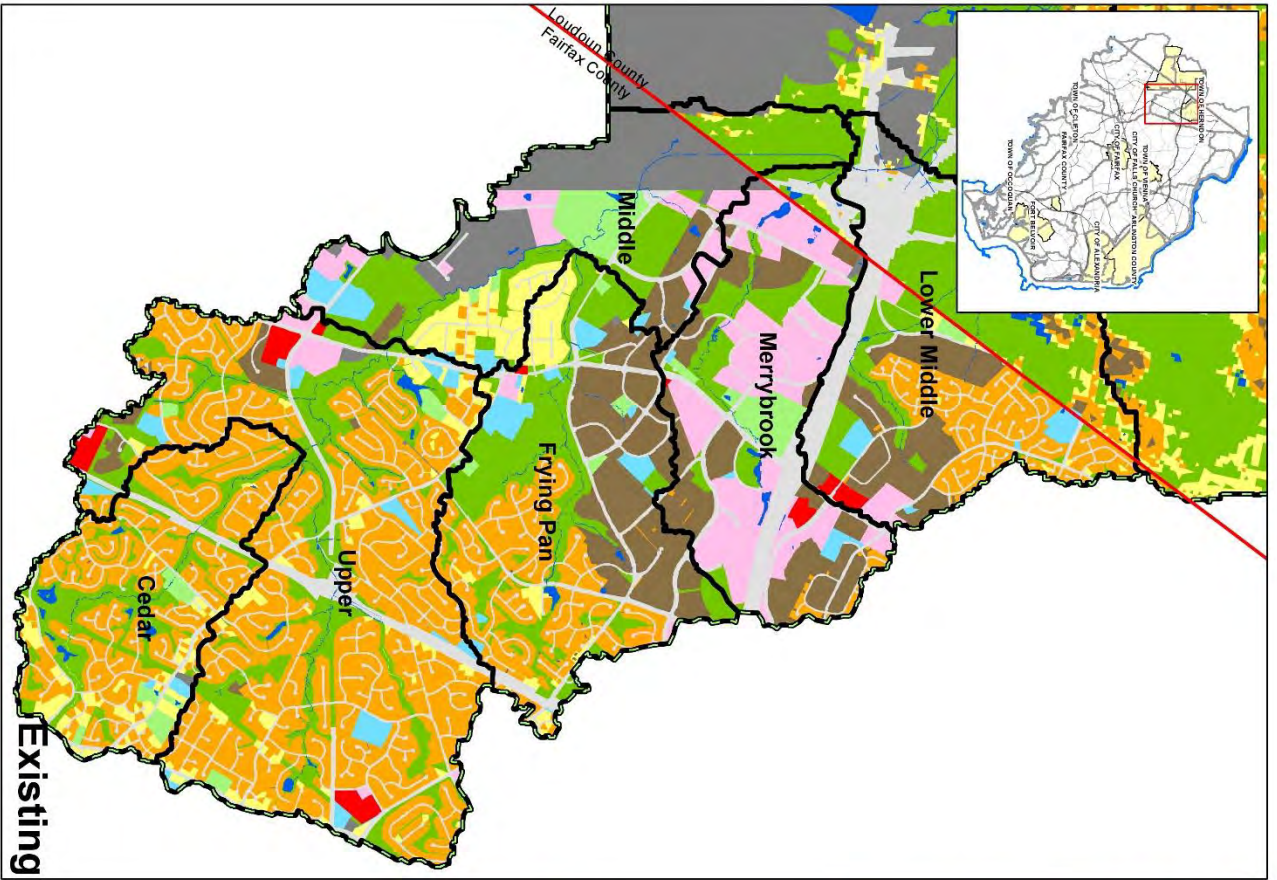 Loudoun County
Fairfax County
TOWN OF HERNDON
TOWN OF VIENNA
CITY OF FALLS CHURCH
ARLINGTON COUNTY
CITY OF FAIRFAX
FAIRFAX COUNTY
TOWN OF CLIFTON
CITY OF ALEXANDRIA
FORT BELVOIR
TOWN OF OCCOQUAN
Lower Middle
Merrybrook
Middle
Frying Pan
Upper
Cedar
Existing